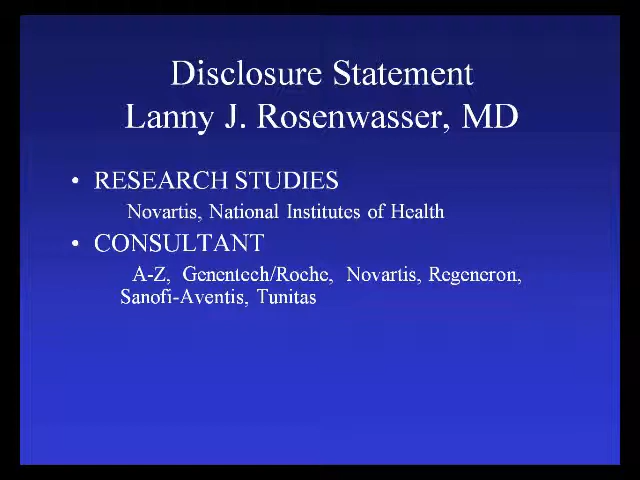 Disclosure Statement
Lanny J. Rosenwasser, MD
• RESEARCH STUDIES
Novartis, National Institutes of Health
• CONSULTANT
A-Z, Genentech/Roche, Novartis, Regeneron,
Sanofi-Aventis, Tunitas